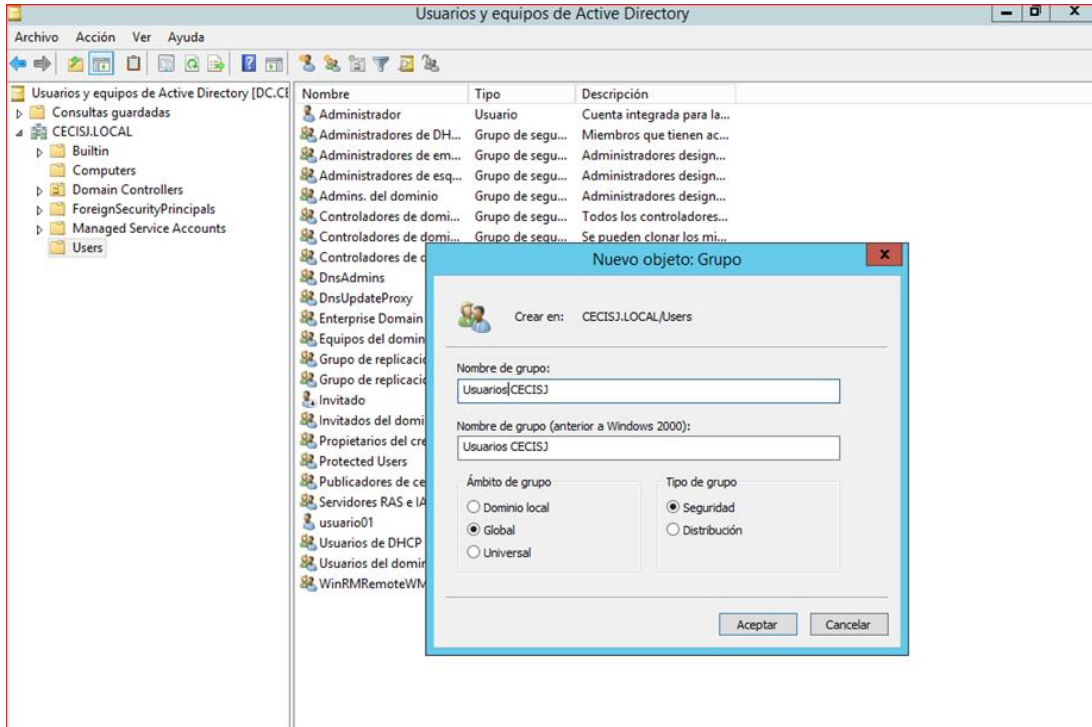 Usuarios y equipos de Active Directory
Archivo Acción Ver Ayuda
Usuarios y equipos de Active Directory [DC.CE
Consultas guardadas
CECISJ.LOCAL
Builtin
Computers
Domain Controllers
ForeignSecurityPrincipals
Managed Service Accounts
Users
Nombre Tipo Descripción
Administrador Usuario Cuenta integrada para la...
Administradores de DH... Grupo de segu... Miembros que tienen ac...
Administradores de em... Grupo de segu... Administradores design...
Administradores de esq... Grupo de segu... Administradores design...
Admins. del dominio Grupo de segu... Administradores design...
Controladores de domi... Grupo de segu... Todos los controladores...
Controladores de domi... Grupo de segu... Se pueden clonar los mi...
Controladores de d
DnsAdmins
DnsUpdateProxy
Enterprise Domain
Equipos del domin
Grupo de replicacio
Grupo de replicacio
Invitado
Invitados del domi
Propietarios del cre
Protected Users
Publicadores de ce
Servidores RAS e IA
usuario01
Usuarios de DHCP
Usuarios del domin
WinRMRemoteWM
Nuevo objeto: Grupo
x
Crear en: CECISJ.LOCAL/Users
Nombre de grupo:
Usuarios CECISJ
Nombre de grupo (anterior a Windows 2000):
Usuarios CECISJ
Ámbito de grupo
Dominio local
Global
Universal
Tipo de grupo
Seguridad
Distribución
Aceptar Cancelar